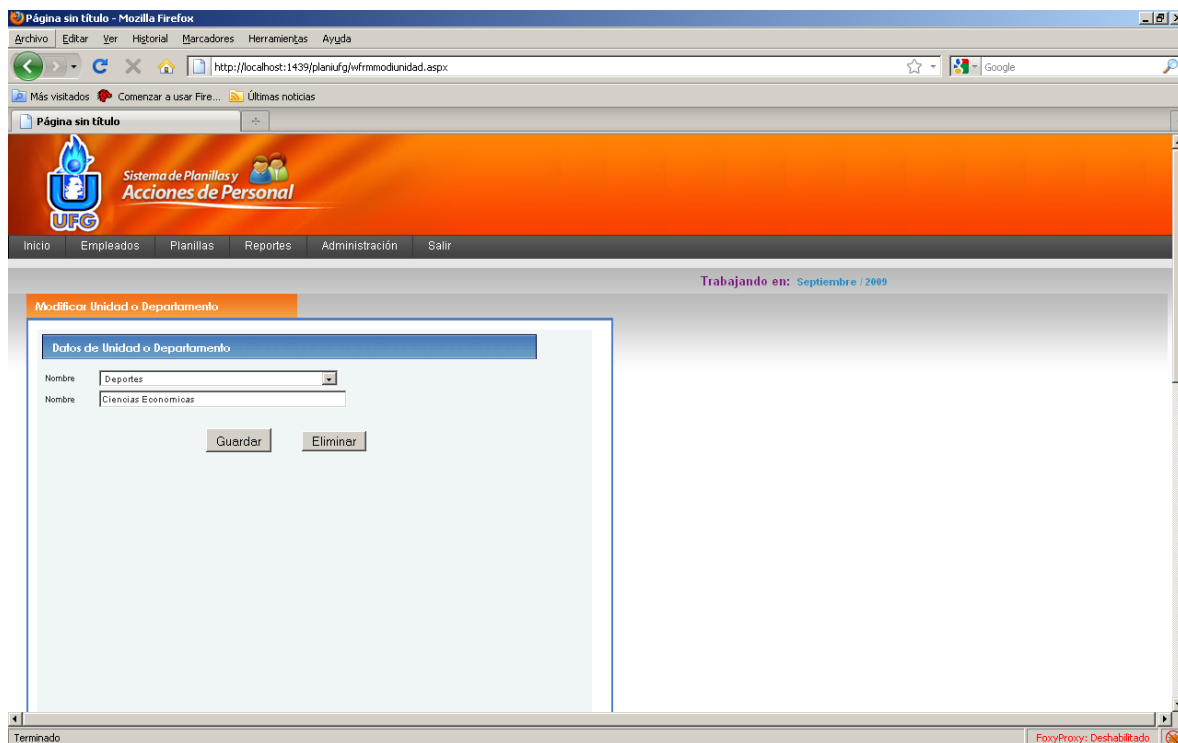 Página sin título - Mozilla Firefox
Archivo Editar Ver Historial Marcadores Herramientas Ayuda
http://localhost:1439/planiufg/wfrmmodiunidad.aspx Google
Más visitados Comenzar a usar Fire... Últimas noticias
Página sin título
Sistema de Planillas y
Acciones de Personal
UFG
Inicio Empleados Planillas Reportes Administración Salir
Trabajando en: Septiembre / 2009
Modificar Unidad o Departamento
Datos de Unidad o Departamento
Nombre Deportes
Nombre Ciencias Economicas
Guardar Eliminar
Terminado FoxyProxy: Deshabilitado